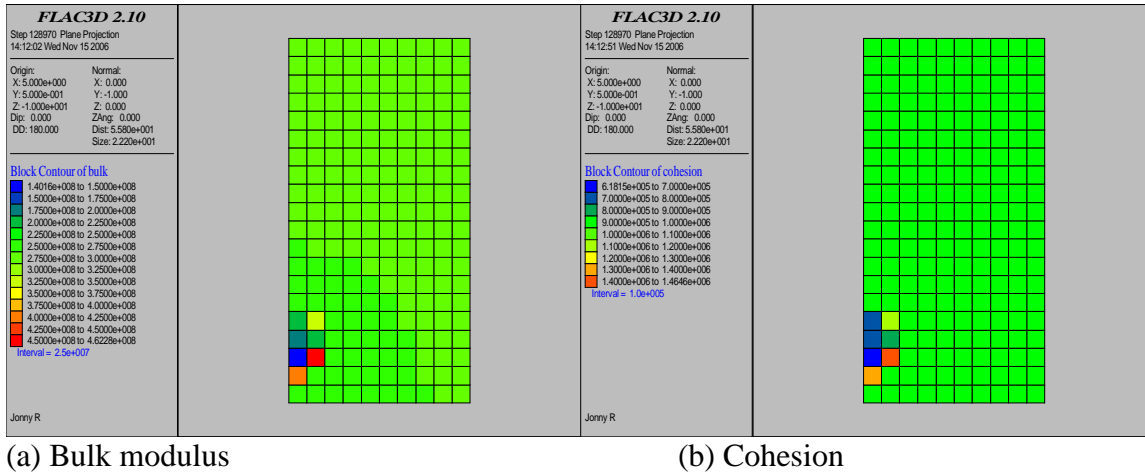 FLAC3D 2.10
Step 128970 Plane Projection
14:12:02 Wed Nov 15 2006
Origin: Normal:
X: 5.000e+000 X: 0.000
Y: 5.000e-001 Y: -1.000
Z: -1.000e+001 Z: 0.000
Dip: 0.000 ZAng: 0.000
DD: 180.000 Dist: 5.580e+001
Size: 2.220e+001
Block Contour of bulk
1.4016e+008 to 1.5000e+008
1.5000e+008 to 1.7500e+008
1.7500e+008 to 2.0000e+008
2.0000e+008 to 2.2500e+008
2.2500e+008 to 2.5000e+008
2.5000e+008 to 2.7500e+008
2.7500e+008 to 3.0000e+008
3.0000e+008 to 3.2500e+008
3.2500e+008 to 3.5000e+008
3.5000e+008 to 3.7500e+008
3.7500e+008 to 4.0000e+008
4.0000e+008 to 4.2500e+008
4.2500e+008 to 4.5000e+008
4.5000e+008 to 4.6228e+008
Interval = 2.5e+007
Jonny R
FLAC3D 2.10
Step 128970 Plane Projection
14:12:51 Wed Nov 15 2006
Origin: Normal:
X: 5.000e+000 X: 0.000
Y: 5.000e-001 Y: -1.000
Z: -1.000e+001 Z: 0.000
Dip: 0.000 ZAng: 0.000
DD: 180.000 Dist: 5.580e+001
Size: 2.220e+001
Block Contour of cohesion
6.1815e+005 to 7.0000e+005
7.0000e+005 to 8.0000e+005
8.0000e+005 to 9.0000e+005
9.0000e+005 to 1.0000e+006
1.0000e+006 to 1.1000e+006
1.1000e+006 to 1.2000e+006
1.2000e+006 to 1.3000e+006
1.3000e+006 to 1.4000e+006
1.4000e+006 to 1.4646e+006
Interval = 1.0e+005
Jonny R
(a) Bulk modulus (b) Cohesion